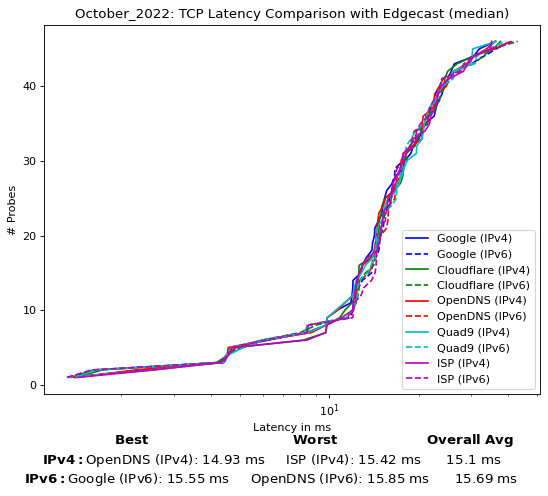 October_2022: TCP Latency Comparison with Edgecast (median)
# Probes
40
30
20
10
0
10^1
Latency in ms
Google (IPv4)
Google (IPv6)
Cloudflare (IPv4)
Cloudflare (IPv6)
OpenDNS (IPv4)
OpenDNS (IPv6)
Quad9 (IPv4)
Quad9 (IPv6)
ISP (IPv4)
ISP (IPv6)
Best Worst Overall Avg
IPv4: OpenDNS (IPv4): 14.93 ms ISP (IPv4): 15.42 ms 15.1 ms
IPv6: Google (IPv6): 15.55 ms OpenDNS (IPv6): 15.85 ms 15.69 ms